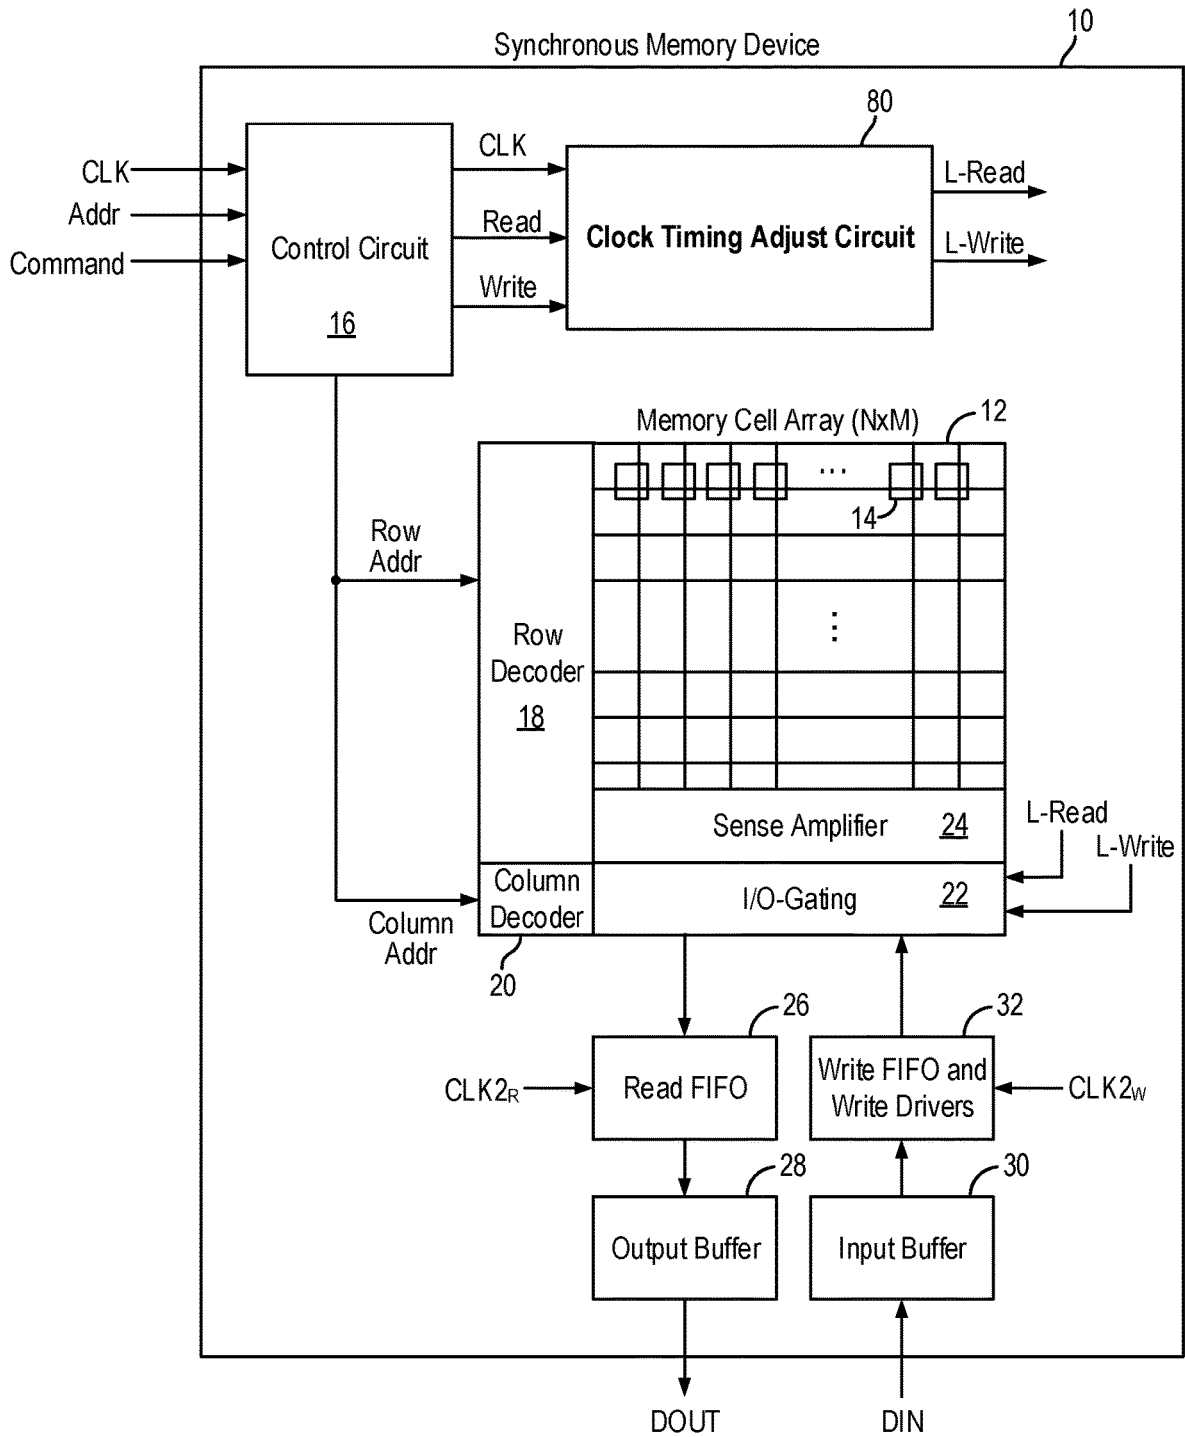 10
Synchronous Memory Device
80
CLK
CLK
L-Read
Addr
Read
Clock Timing Adjust Circuit
Control Circuit
L-Write
Command
Write
16
Memory Cell Array (NxM)
12
...
14
Row
Addr
...
Row
Decoder
18
Sense Amplifier
24
L-Read
L-Write
Column
Decoder
I/O-Gating
22
Column
Addr
20
26
32
CLK2R
Read FIFO
Write FIFO and
Write Drivers
CLK2W
28
30
Output Buffer
Input Buffer
DOUT
DIN